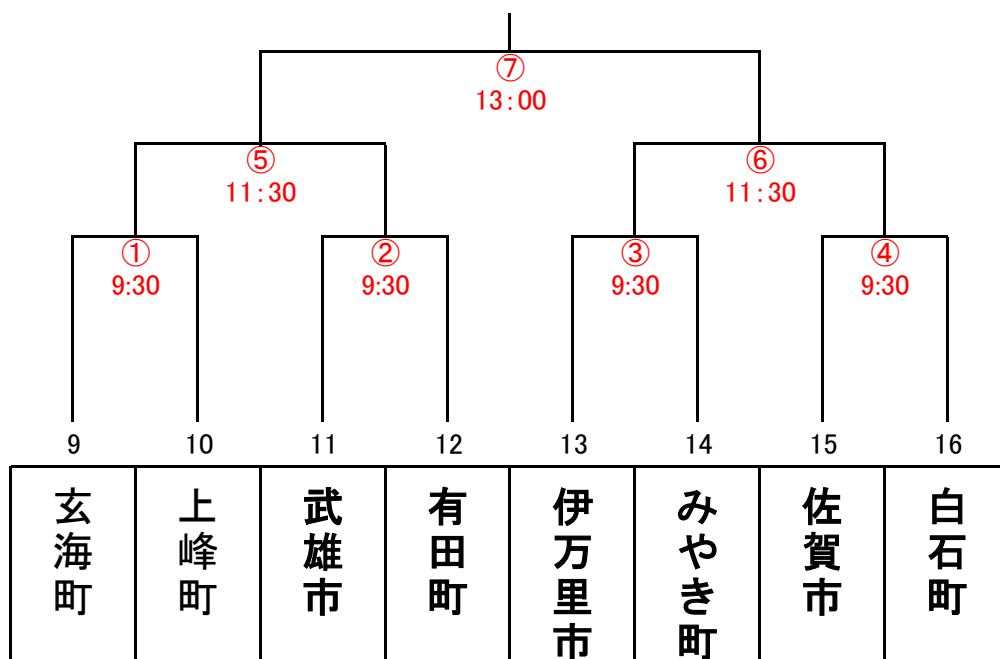 ⑦
13:00
⑤ ⑥
11:30 11:30
① ② ③ ④
9:30 9:30 9:30 9:30
9 10 11 12 13 14 15 16
玄海町
上峰町
武雄市
有田町
伊万里市
みやき町
佐賀市
白石町